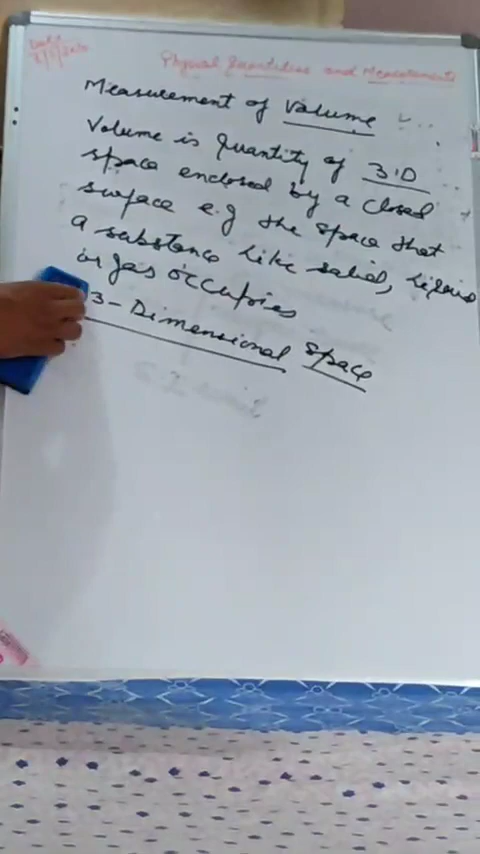 Physical Quantities and Measurements
Measurement of Volume
Volume is Quantity of 3.D
space enclosed by a closed
surface e.g the space that
a substance like solid, liquid
or gas occupies
3-Dimensional space